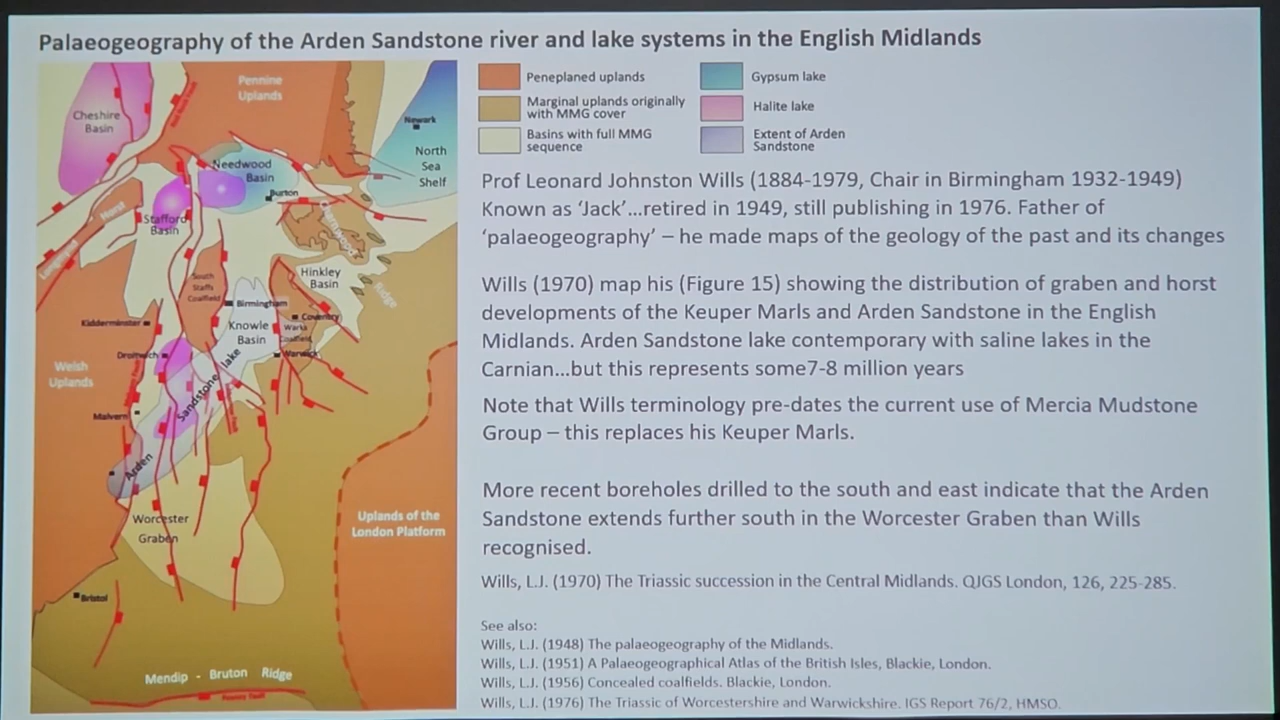 Palaeogeography of the Arden Sandstone river and lake systems in the English Midlands
Pennine
Uplands
Cheshire
Basin
Newark
North
Sea
Shelf
Needwood
Basin
Burton
Horst
Longmynd
Stafford
Basin
Charnwood
Ridge
Hinkley
Basin
South
Staffs
Coalfield
Birmingham
Kidderminster
Knowle
Basin
Coventry
Warks
Coalfield
Warwick
Droitwich
Welsh
Uplands
Malvern
Arden Sandstone lake
Worcester
Graben
Uplands of the
London Platform
Bristol
Mendip - Bruton Ridge
Peneplaned uplands
Marginal uplands originally
with MMG cover
Basins with full MMG
sequence
Gypsum lake
Halite lake
Extent of Arden
Sandstone
Prof Leonard Johnston Wills (1884-1979, Chair in Birmingham 1932-1949)
Known as ‘Jack’...retired in 1949, still publishing in 1976. Father of
‘palaeogeography’ – he made maps of the geology of the past and its changes
Wills (1970) map his (Figure 15) showing the distribution of graben and horst
developments of the Keuper Marls and Arden Sandstone in the English
Midlands. Arden Sandstone lake contemporary with saline lakes in the
Carnian...but this represents some7-8 million years
Note that Wills terminology pre-dates the current use of Mercia Mudstone
Group – this replaces his Keuper Marls.
More recent boreholes drilled to the south and east indicate that the Arden
Sandstone extends further south in the Worcester Graben than Wills
recognised.
Wills, L.J. (1970) The Triassic succession in the Central Midlands. QJGS London, 126, 225-285.
See also:
Wills, L.J. (1948) The palaeogeography of the Midlands.
Wills, L.J. (1951) A Palaeogeographical Atlas of the British Isles, Blackie, London.
Wills, L.J. (1956) Concealed coalfields. Blackie, London.
Wills, L.J. (1976) The Triassic of Worcestershire and Warwickshire. IGS Report 76/2, HMSO.